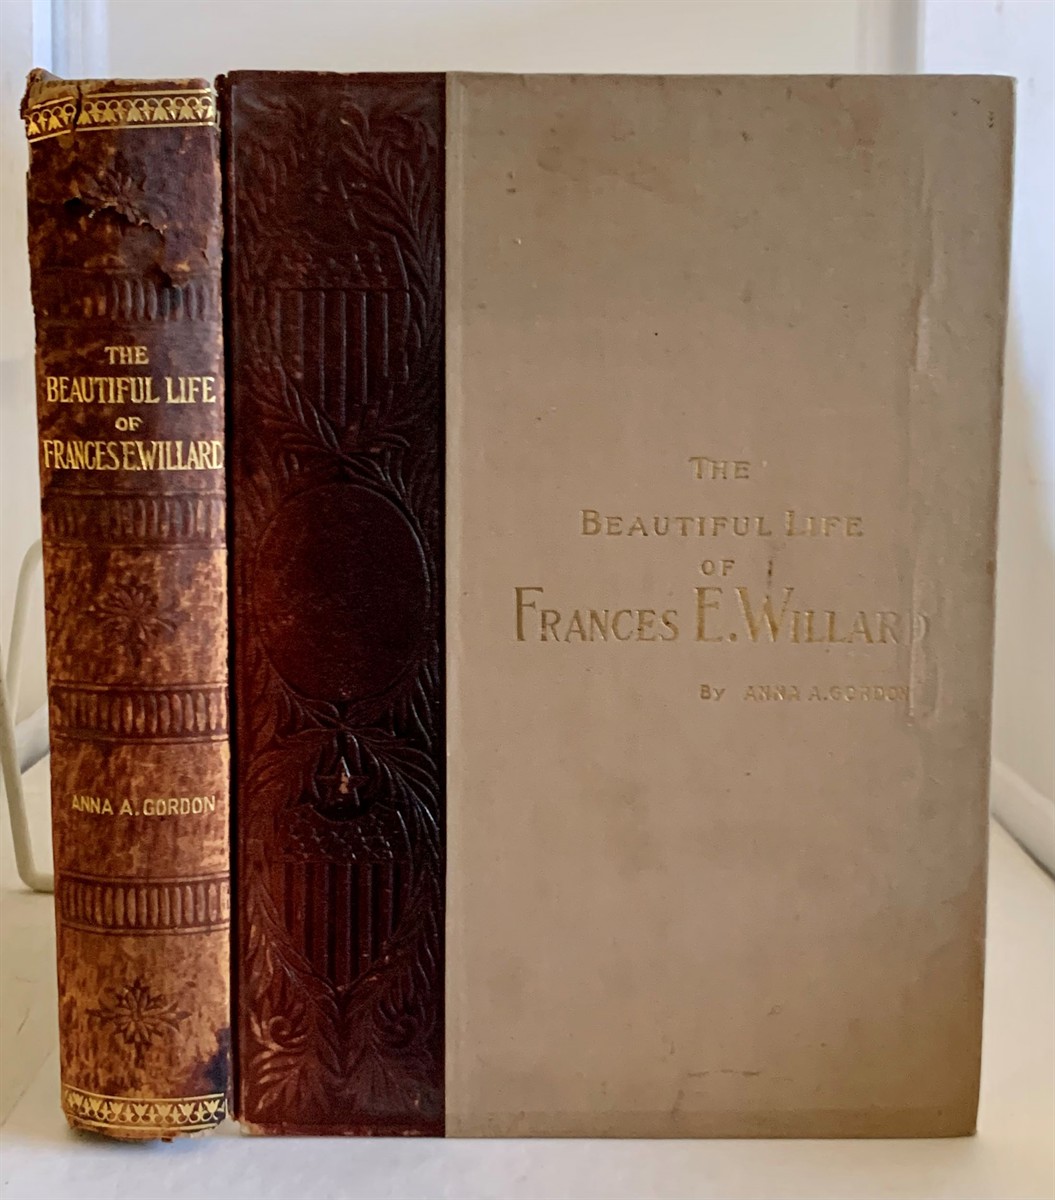 THE
BEAUTIFUL LIFE
OF
FRANCES E. WILLARD
ANNA A. GORDON
THE
BEAUTIFUL LIFE
OF
FRANCES E. WILLARD
By ANNA A. GORDON